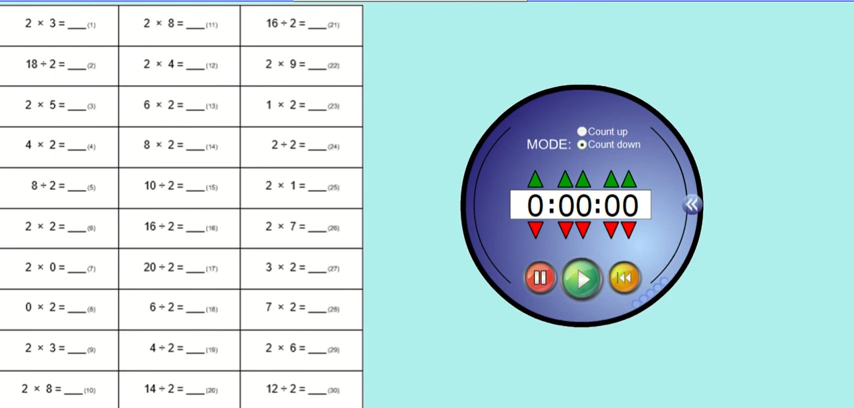 2 × 3 = ___ (1) 2 × 8 = ___ (11) 16 ÷ 2 = ___ (21)
18 ÷ 2 = ___ (2) 2 × 4 = ___ (12) 2 × 9 = ___ (22)
2 × 5 = ___ (3) 6 × 2 = ___ (13) 1 × 2 = ___ (23)
4 × 2 = ___ (4) 8 × 2 = ___ (14) 2 ÷ 2 = ___ (24)
8 ÷ 2 = ___ (5) 10 ÷ 2 = ___ (15) 2 × 1 = ___ (25)
2 × 2 = ___ (6) 16 ÷ 2 = ___ (16) 2 × 7 = ___ (26)
2 × 0 = ___ (7) 20 ÷ 2 = ___ (17) 3 × 2 = ___ (27)
0 × 2 = ___ (8) 6 ÷ 2 = ___ (18) 7 × 2 = ___ (28)
2 × 3 = ___ (9) 4 ÷ 2 = ___ (19) 2 × 6 = ___ (29)
2 × 8 = ___ (10) 14 ÷ 2 = ___ (20) 12 ÷ 2 = ___ (30)
Count up
MODE: Count down
0:00:00